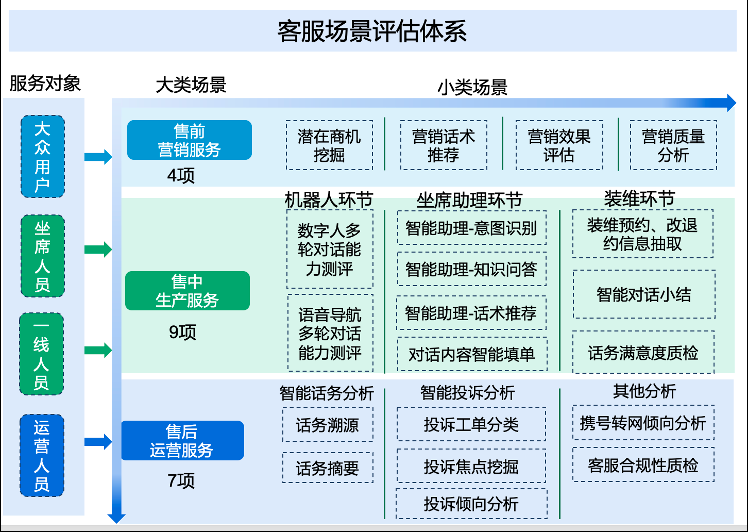 客服场景评估体系
服务对象
大类场景
小类场景
大
众
用
户
坐
席
人
员
一
线
人
员
运
营
人
员
售前
营销服务
4项
潜在商机
挖掘
营销话术
推荐
营销效果
评估
营销质量
分析
售中
生产服务
9项
机器人环节
数字人多
轮对话能
力测评
语音导航
多轮对话
能力测评
坐席助理环节
智能助理-意图识别
智能助理-知识问答
智能助理-话术推荐
对话内容智能填单
装维环节
装维预约、改退
约信息抽取
智能对话小结
话务满意度质检
售后
运营服务
7项
智能话务分析
话务溯源
话务摘要
智能投诉分析
投诉工单分类
投诉焦点挖掘
投诉倾向分析
其他分析
携号转网倾向分析
客服合规性质检